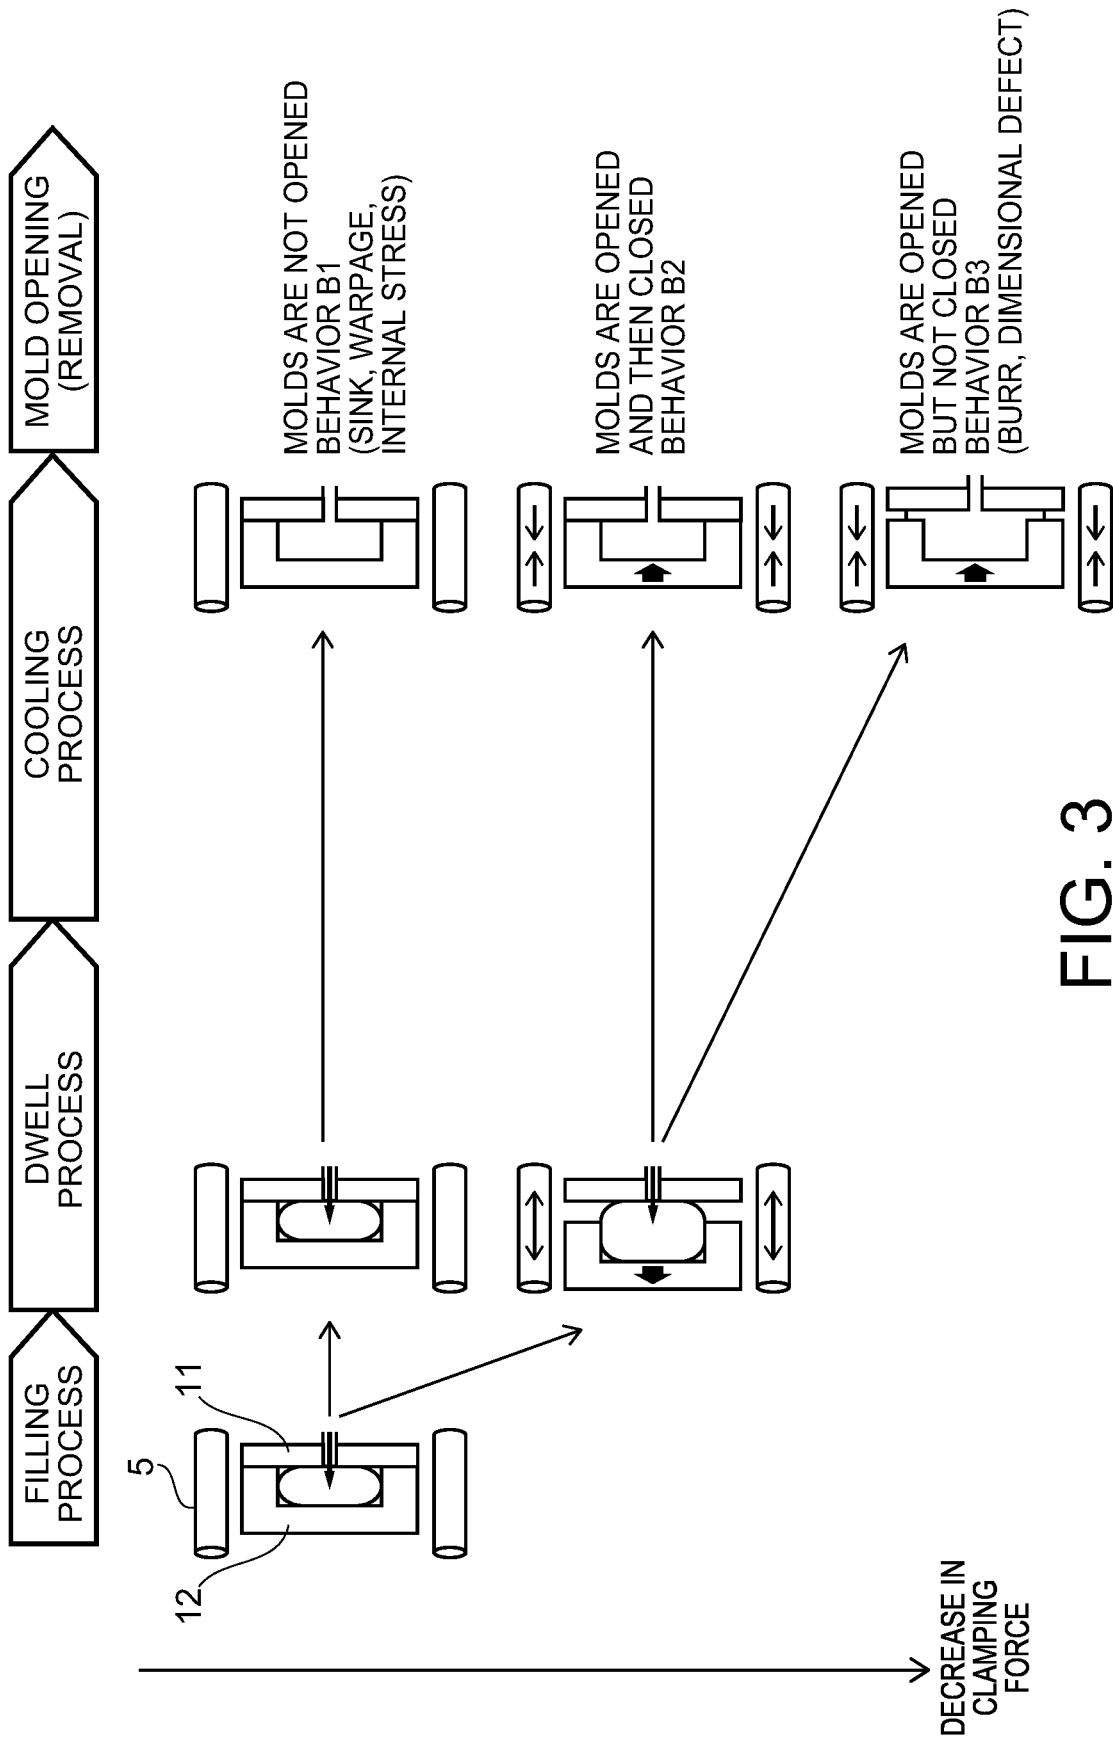 FILLING
PROCESS
DWELL
PROCESS
COOLING
PROCESS
MOLD OPENING
(REMOVAL)
5
11
12
MOLDS ARE NOT OPENED
BEHAVIOR B1
(SINK, WARPAGE,
INTERNAL STRESS)
MOLDS ARE OPENED
AND THEN CLOSED
BEHAVIOR B2
MOLDS ARE OPENED
BUT NOT CLOSED
BEHAVIOR B3
(BURR, DIMENSIONAL DEFECT)
DECREASE IN
CLAMPING
FORCE
FIG. 3